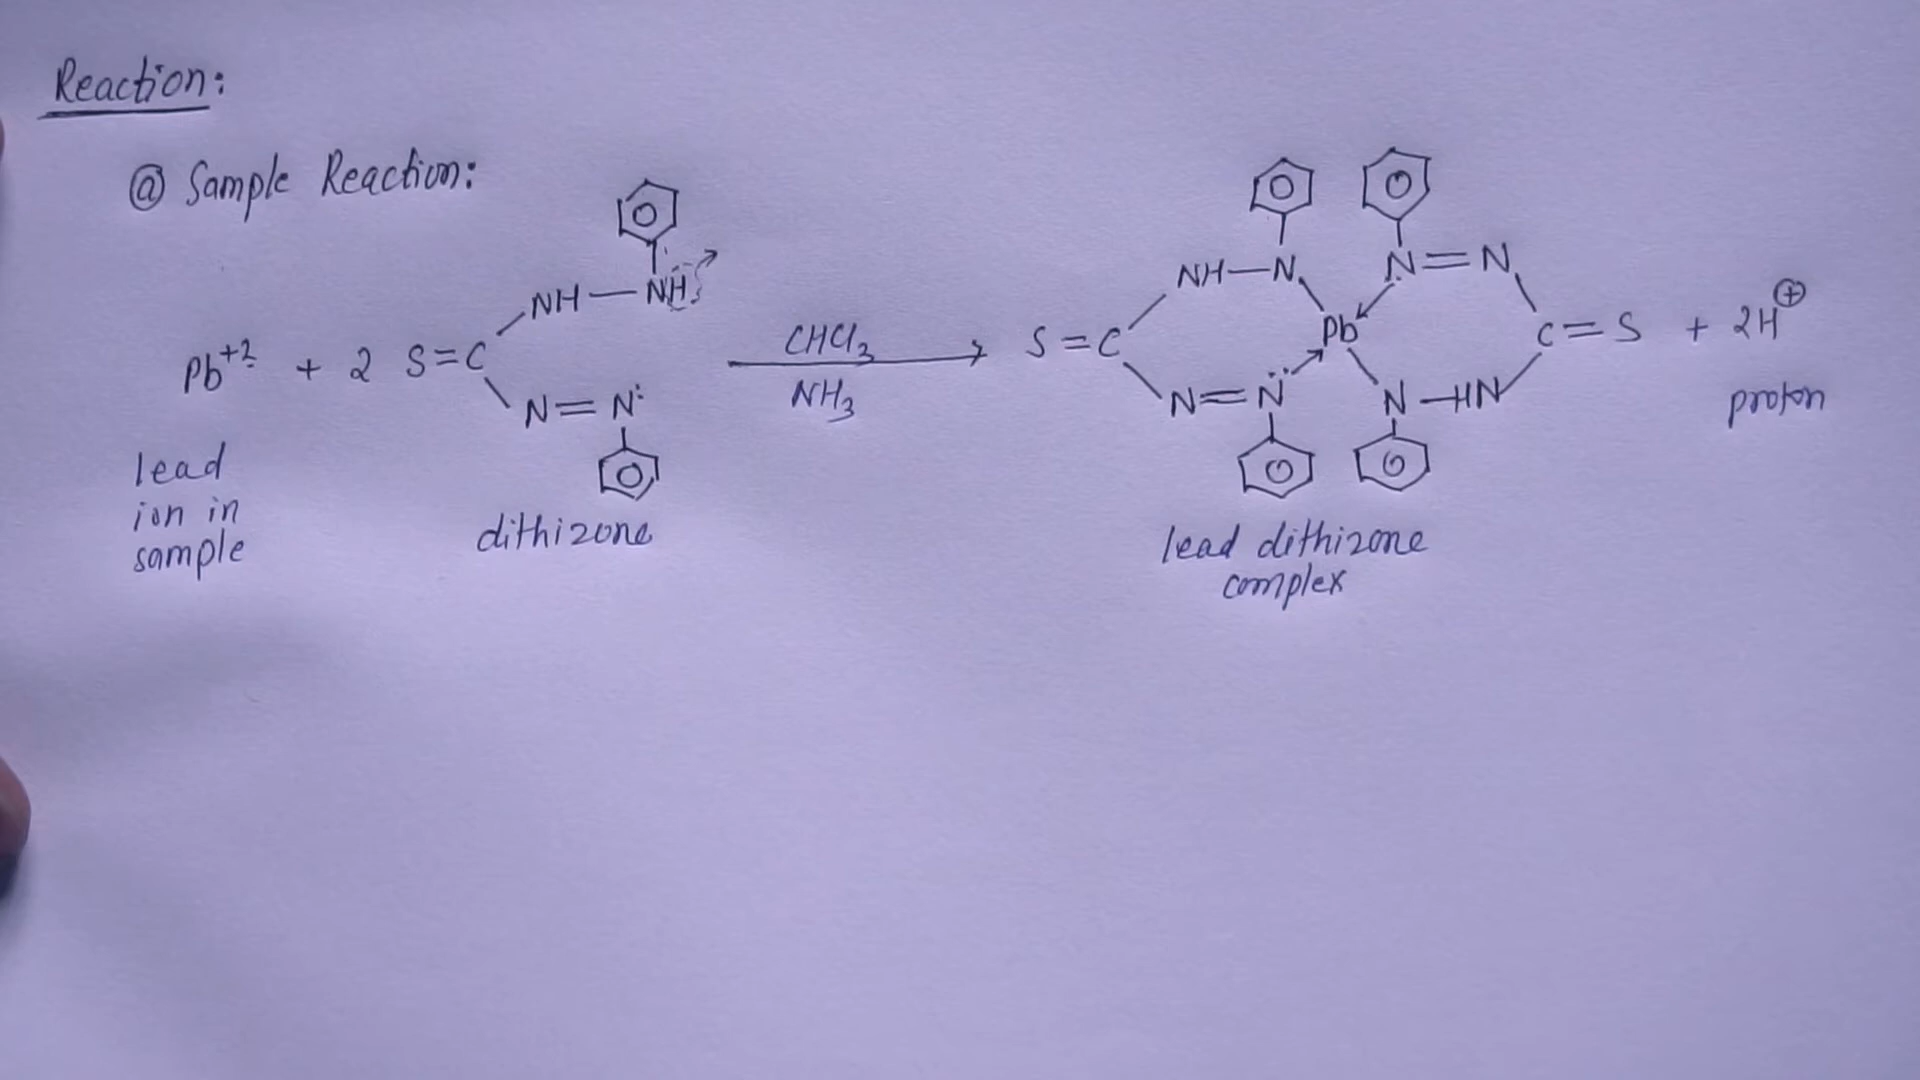 Reaction:
@ Sample Reaction:
Pb+2 + 2 S=C
NH — NH
N = N:
CHCl3
NH3
S = C
NH — N
N = N
Pb
N = N
N — HN
C = S + 2H⊕
lead
ion in
sample
dithizone
lead dithizone
complex
proton